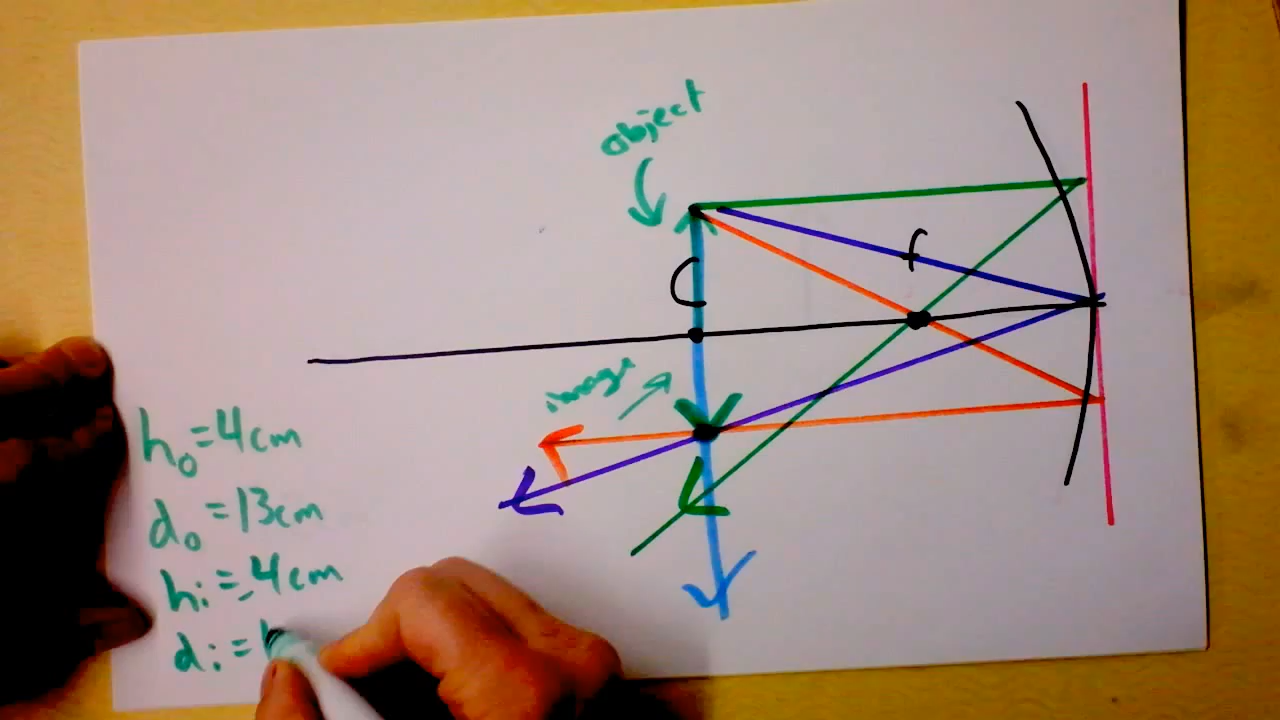 object
C
f
image
h₀ = 4cm
d₀ = 13cm
hᵢ = -4cm
dᵢ =